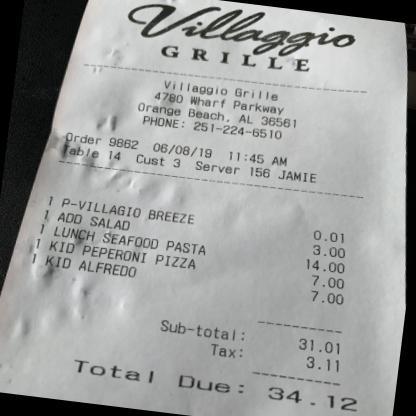 Villaggio
GRILLE
Villaggio Grille
4780 Wharf Parkway
Orange Beach, AL 36561
PHONE: 251-224-6510
Order 9862 06/08/19 11:45 AM
Table 14 Cust 3 Server 156 JAMIE
1 P-VILLAGIO BREEZE 0.01
1 ADD SALAD 3.00
1 LUNCH SEAFOOD PASTA 14.00
1 KID PEPERONI PIZZA 7.00
1 KID ALFREDO 7.00
Sub-total: 31.01
Tax: 3.11
Total Due: 34.12